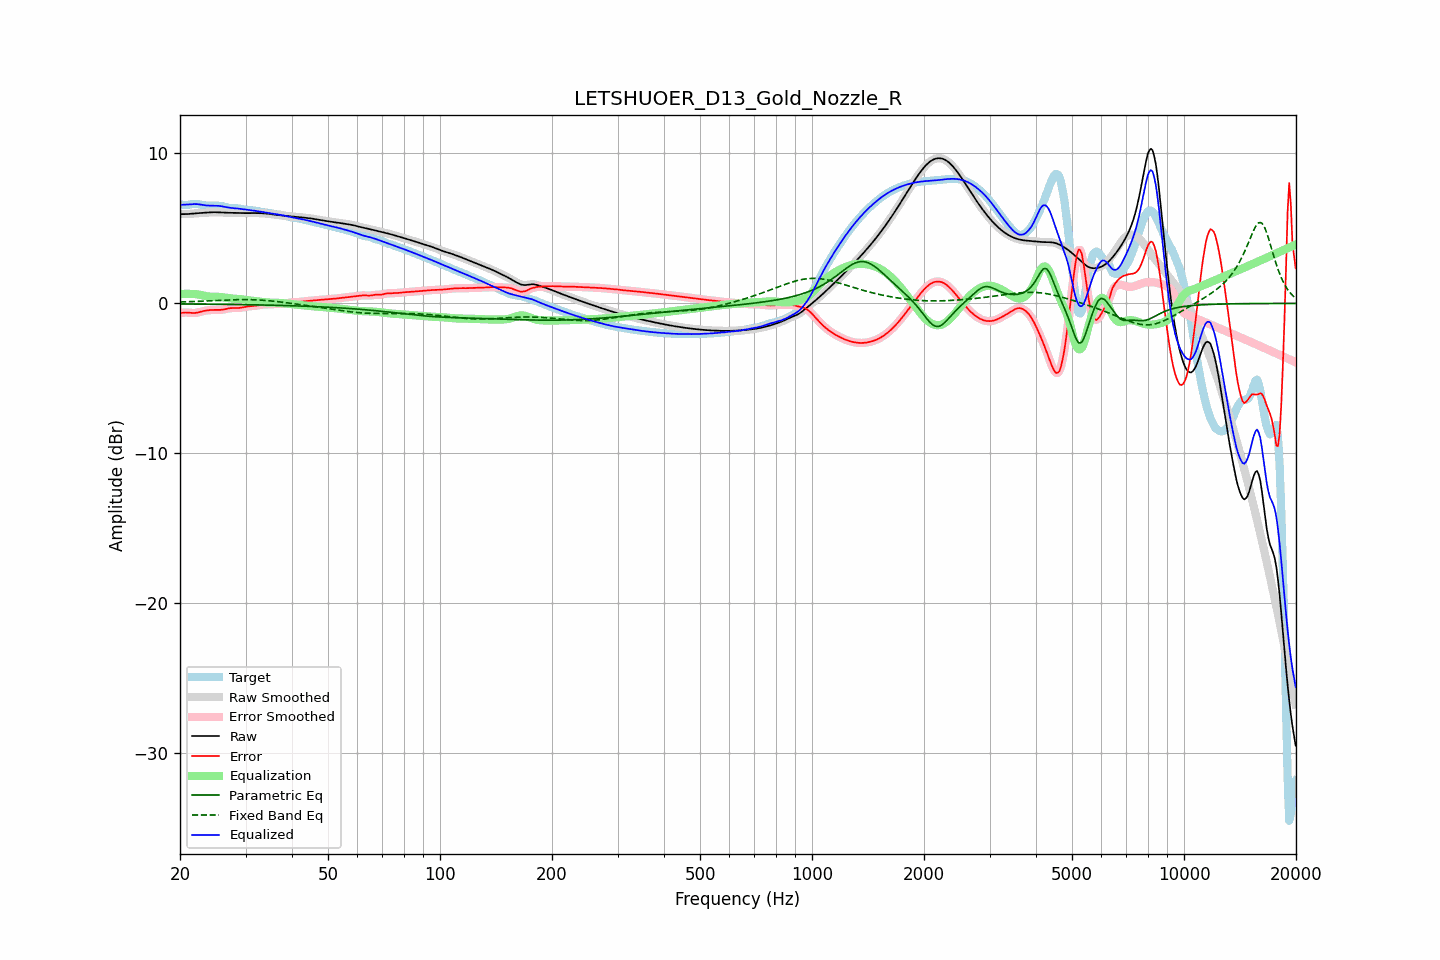 LETSHUOER_D13_Gold_Nozzle_R
10
0
−10
−20
−30
Amplitude (dBr)
Target
Raw Smoothed
Error Smoothed
Raw
Error
Equalization
Parametric Eq
Fixed Band Eq
Equalized
20 50 100 200 500 1000 2000 5000 10000 20000
Frequency (Hz)